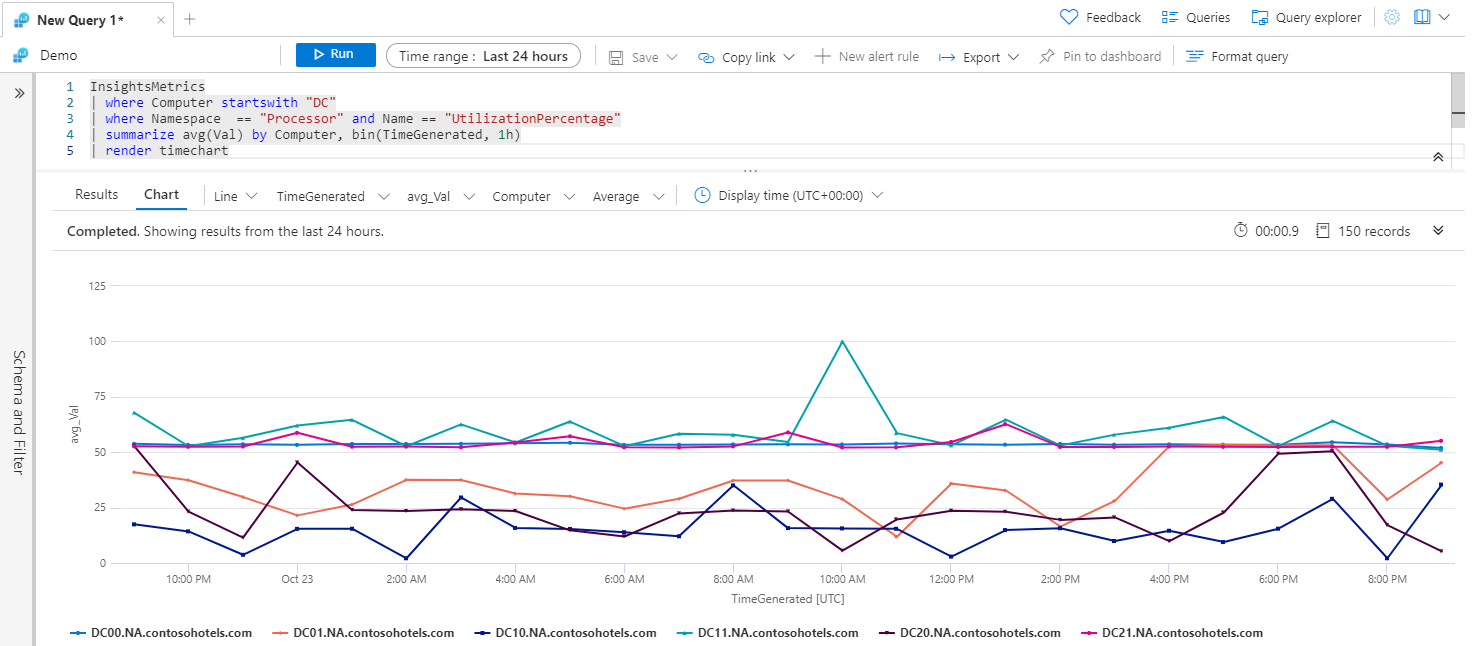 New Query 1*
Feedback Queries Query explorer
Demo Run Time range : Last 24 hours Save Copy link New alert rule Export Pin to dashboard Format query
1 InsightsMetrics
2 | where Computer startswith "DC"
3 | where Namespace  == "Processor" and Name == "UtilizationPercentage"
4 | summarize avg(Val) by Computer, bin(TimeGenerated, 1h)
5 | render timechart
Results Chart Line TimeGenerated avg_Val Computer Average Display time (UTC+00:00)
Completed. Showing results from the last 24 hours. 00:00.9 150 records
Schema and Filter
125
100
75
50
25
0
avg_Val
10:00 PM Oct 23 2:00 AM 4:00 AM 6:00 AM 8:00 AM 10:00 AM 12:00 PM 2:00 PM 4:00 PM 6:00 PM 8:00 PM
TimeGenerated [UTC]
DC00.NA.contosohotels.com DC01.NA.contosohotels.com DC10.NA.contosohotels.com DC11.NA.contosohotels.com DC20.NA.contosohotels.com DC21.NA.contosohotels.com